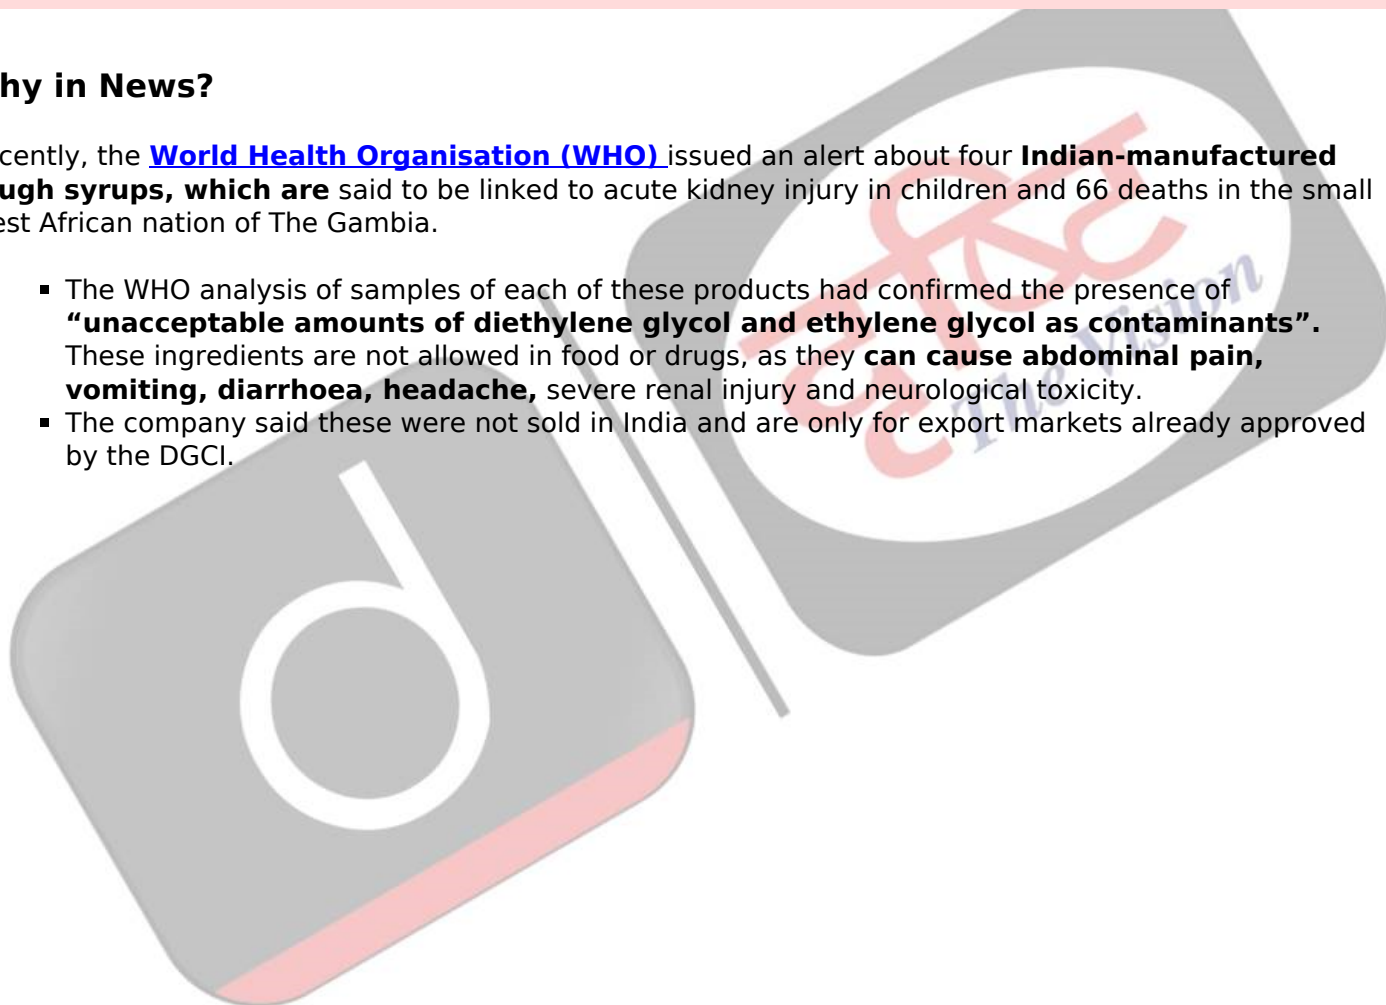 hy in News?
cently, the World Health Organisation (WHO) issued an alert about four Indian-manufactured
ugh syrups, which are said to be linked to acute kidney injury in children and 66 deaths in the small
est African nation of The Gambia.
▪ The WHO analysis of samples of each of these products had confirmed the presence of
“unacceptable amounts of diethylene glycol and ethylene glycol as contaminants”.
These ingredients are not allowed in food or drugs, as they can cause abdominal pain,
vomiting, diarrhoea, headache, severe renal injury and neurological toxicity.
▪ The company said these were not sold in India and are only for export markets already approved
by the DGCI.
दृष्टि
The Vision
d